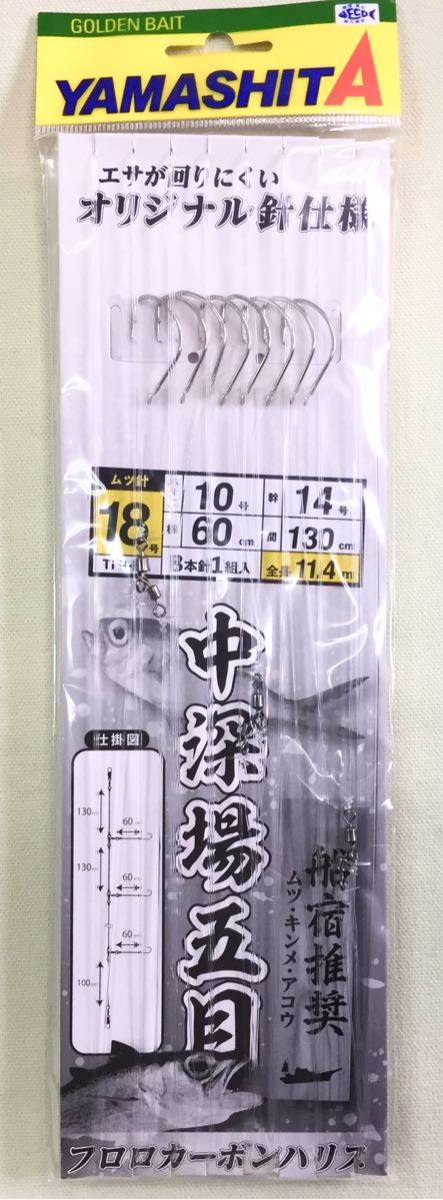 GOLDEN BAIT
ECO
YAMASHITA
エサが回りにくい
オリジナル針仕様
ムツ針
18号
10号
幹 14号
60cm
間 130cm
本針1組入
全長 11.4m
中深場五目
仕掛図
130
60
130
60
60
100
船宿推奨
ムツ・キンメ・アコウ
フロロカーボンハリス